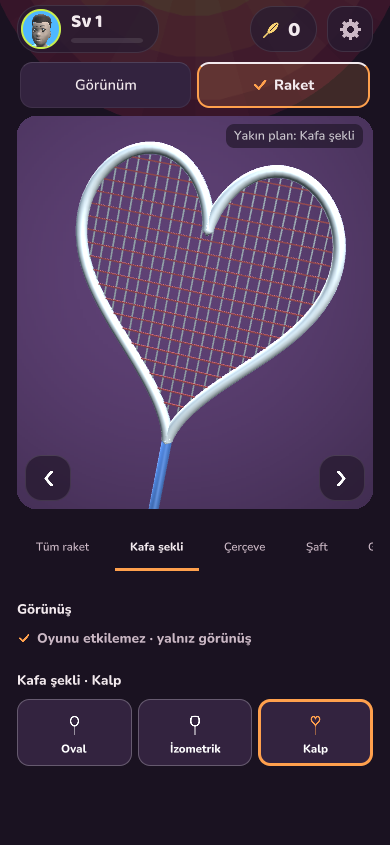 Sv 1
0
Görünüm
Raket
Yakın plan: Kafa şekli
Tüm raket
Kafa şekli
Çerçeve
Şaft
Görünüş
Oyunu etkilemez · yalnız görünüş
Kafa şekli · Kalp
Oval
İzometrik
Kalp